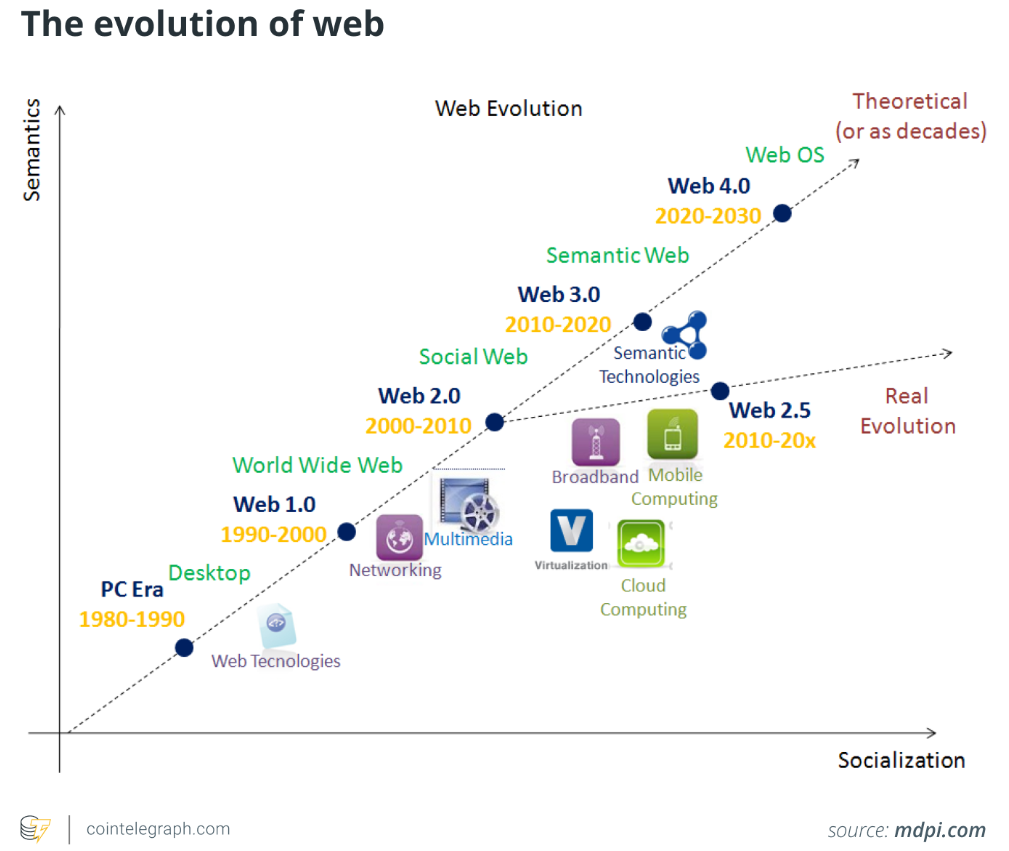 The evolution of web
Web Evolution
Semantics
Theoretical
(or as decades)
Web OS
Web 4.0
2020-2030
Semantic Web
Web 3.0
2010-2020
Semantic
Technologies
Social Web
Web 2.0
2000-2010
Web 2.5
2010-20x
Real
Evolution
Broadband
Mobile
Computing
World Wide Web
Web 1.0
1990-2000
Networking
Multimedia
V
Virtualization
Cloud
Computing
Desktop
PC Era
1980-1990
Web Tecnologies
Socialization
cointelegraph.com
source: mdpi.com